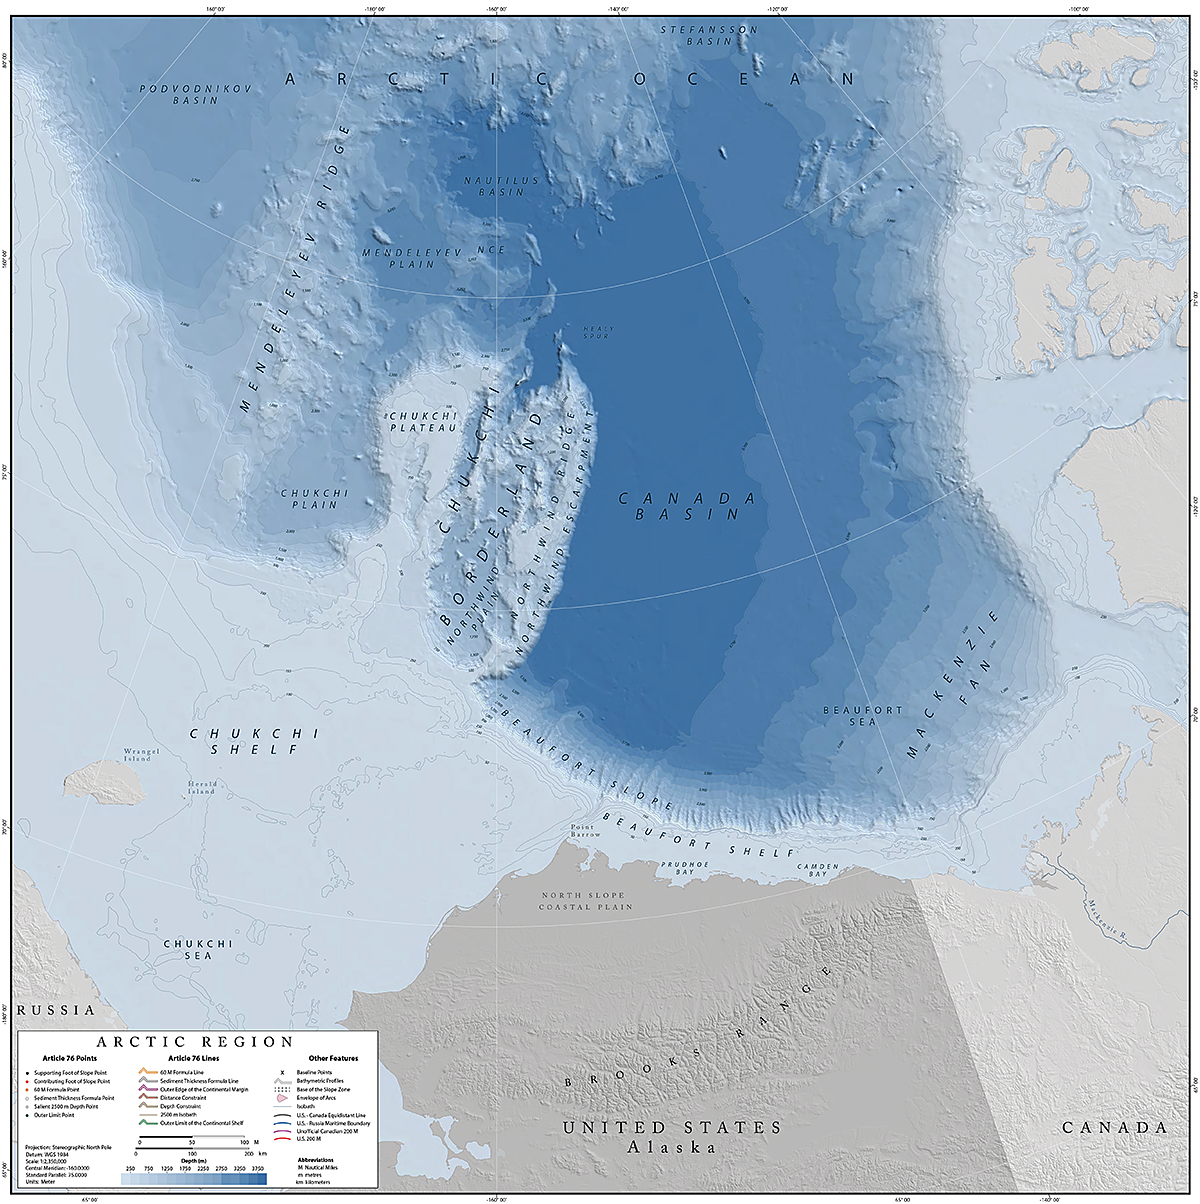 160° 00'
-180° 00'
-160° 00'
-140° 00'
-120° 00'
-100° 00'
STEFANSSON
BASIN
ARCTIC OCEAN
PODVODNIKOV
BASIN
MENDELEYEV RIDGE
NAUTILUS
BASIN
MENDELEYEV
PLAIN
NCE
HEALY
SPUR
CHUKCHI
PLATEAU
CHUKCHI
BORDERLAND
NORTHWIND RIDGE
NORTHWIND ESCARPMENT
NORTHWIND
PLAIN
CHUKCHI
PLAIN
CANADA
BASIN
MACKENZIE
FAN
BEAUFORT
SEA
BEAUFORT SLOPE
BEAUFORT SHELF
CHUKCHI
SHELF
Wrangel
Island
Herald
Island
Point
Barrow
PRUDHOE
BAY
CAMDEN
BAY
NORTH SLOPE
COASTAL PLAIN
Mackenzie R.
CHUKCHI
SEA
RUSSIA
BROOKS RANGE
UNITED STATES
Alaska
CANADA
ARCTIC REGION
Article 76 Points
Supporting Foot of Slope Point
Contributing Foot of Slope Point
60 M Formula Point
Sediment Thickness Formula Point
Salient 2500 m Depth Point
Outer Limit Point
Article 76 Lines
60 M Formula Line
Sediment Thickness Formula Line
Outer Edge of the Continental Margin
Distance Constraint
Depth Constraint
2500 m Isobath
Outer Limit of the Continental Shelf
Other Features
Baseline Points
Bathymetric Profiles
Base of the Slope Zone
Envelope of Arcs
Isobath
U.S. - Canada Equidistant Line
U.S. - Russia Maritime Boundary
Unofficial Canadian 200 M
U.S. 200 M
Projection: Stereographic North Pole
Datum: WGS 1984
Scale: 1:2,350,000
Central Meridian: -160.0000
Standard Parallel: 75.0000
Units: Meter
0 50 100 M
0 100 200 km
Depth (m)
250 750 1250 1750 2250 2750 3250 3750
Abbreviations
M Nautical Miles
m metres
km kilometers
65° 00'
-160° 00'
65° 00'
-140° 00'